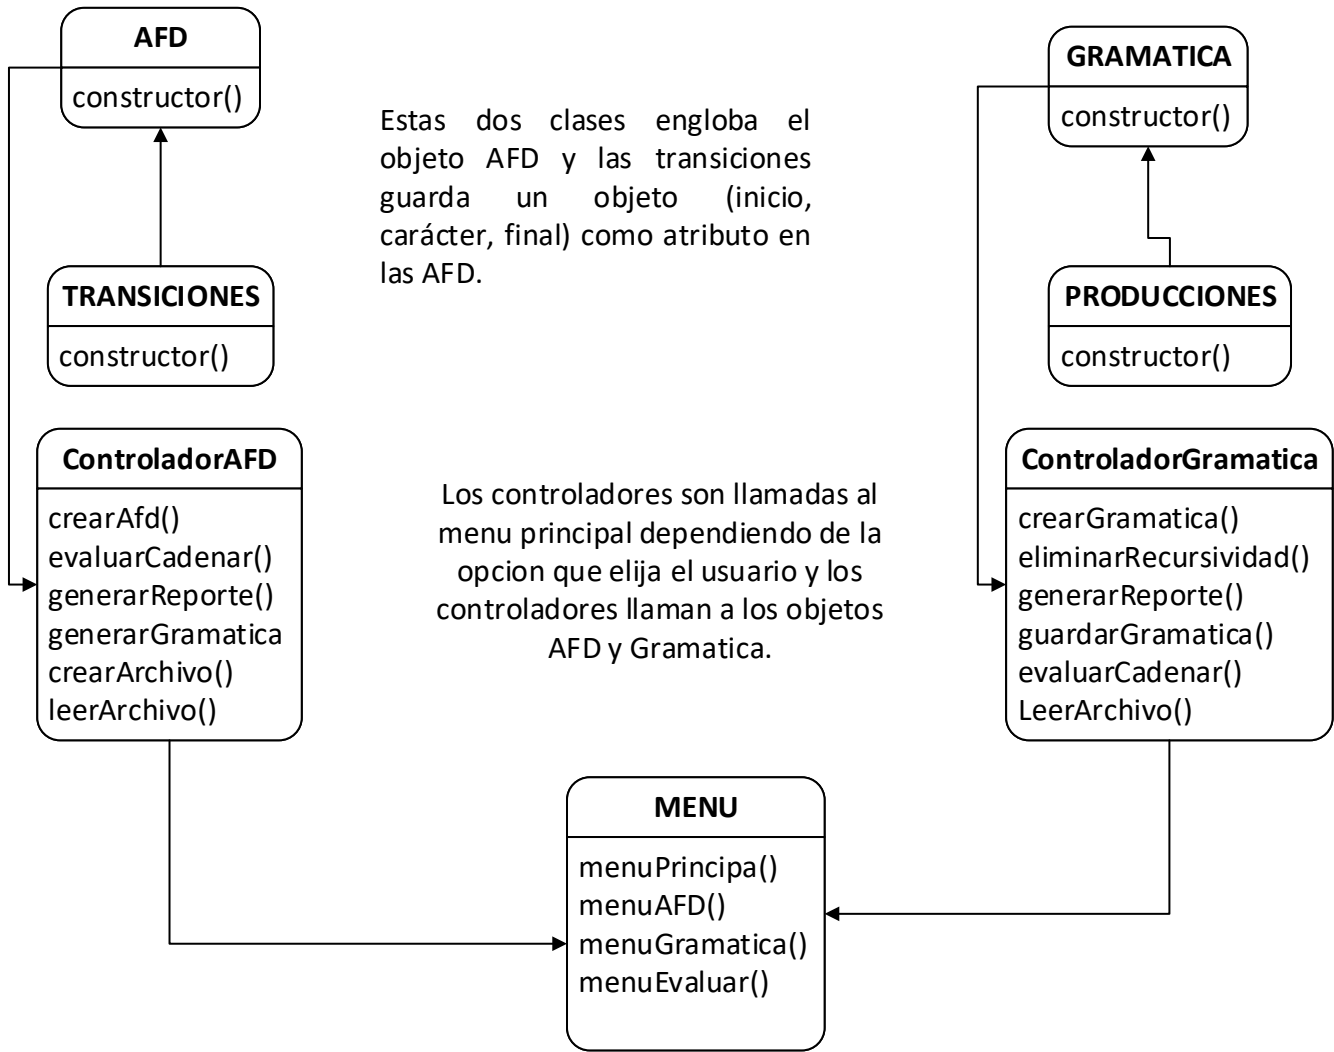 AFD
constructor()
GRAMATICA
constructor()
Estas dos clases engloba el
objeto AFD y las transiciones
guarda un objeto (inicio,
carácter, final) como atributo en
las AFD.
TRANSICIONES
constructor()
PRODUCCIONES
constructor()
ControladorAFD
crearAfd()
evaluarCadenar()
generarReporte()
generarGramatica
crearArchivo()
leerArchivo()
Los controladores son llamadas al
menu principal dependiendo de la
opcion que elija el usuario y los
controladores llaman a los objetos
AFD y Gramatica.
ControladorGramatica
crearGramatica()
eliminarRecursividad()
generarReporte()
guardarGramatica()
evaluarCadenar()
LeerArchivo()
MENU
menuPrincipa()
menuAFD()
menuGramatica()
menuEvaluar()